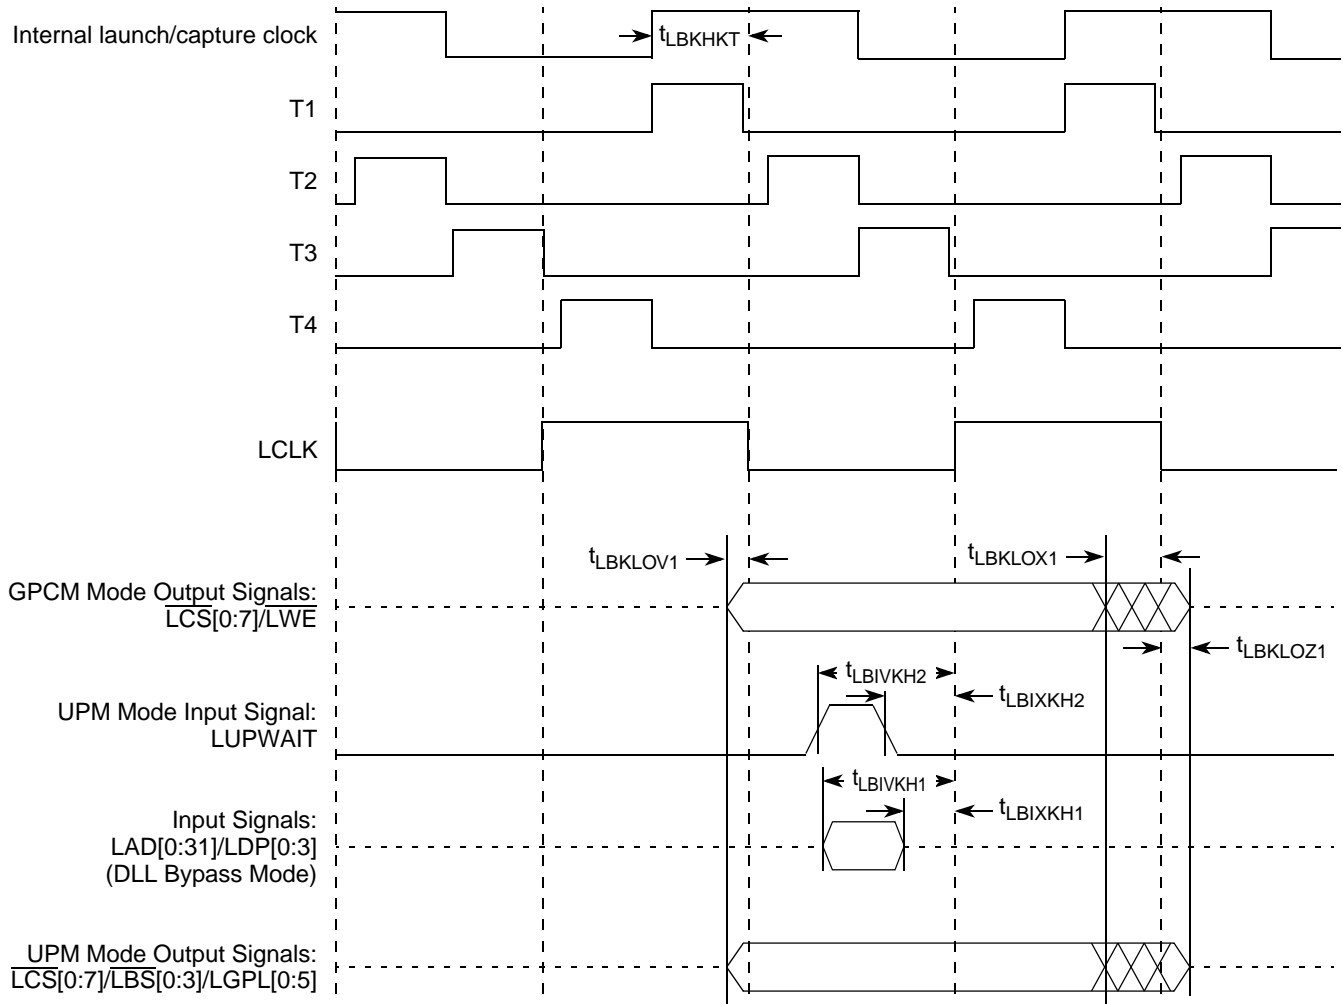 Internal launch/capture clock
tLBKHKT
T1
T2
T3
T4
LCLK
tLBKLOV1
tLBKLOX1
GPCM Mode Output Signals:
LCS[0:7]/LWE
tLBKLOZ1
tLBIVKH2
tLBIXKH2
UPM Mode Input Signal:
LUPWAIT
tLBIVKH1
tLBIXKH1
Input Signals:
LAD[0:31]/LDP[0:3]
(DLL Bypass Mode)
UPM Mode Output Signals:
LCS[0:7]/LBS[0:3]/LGPL[0:5]